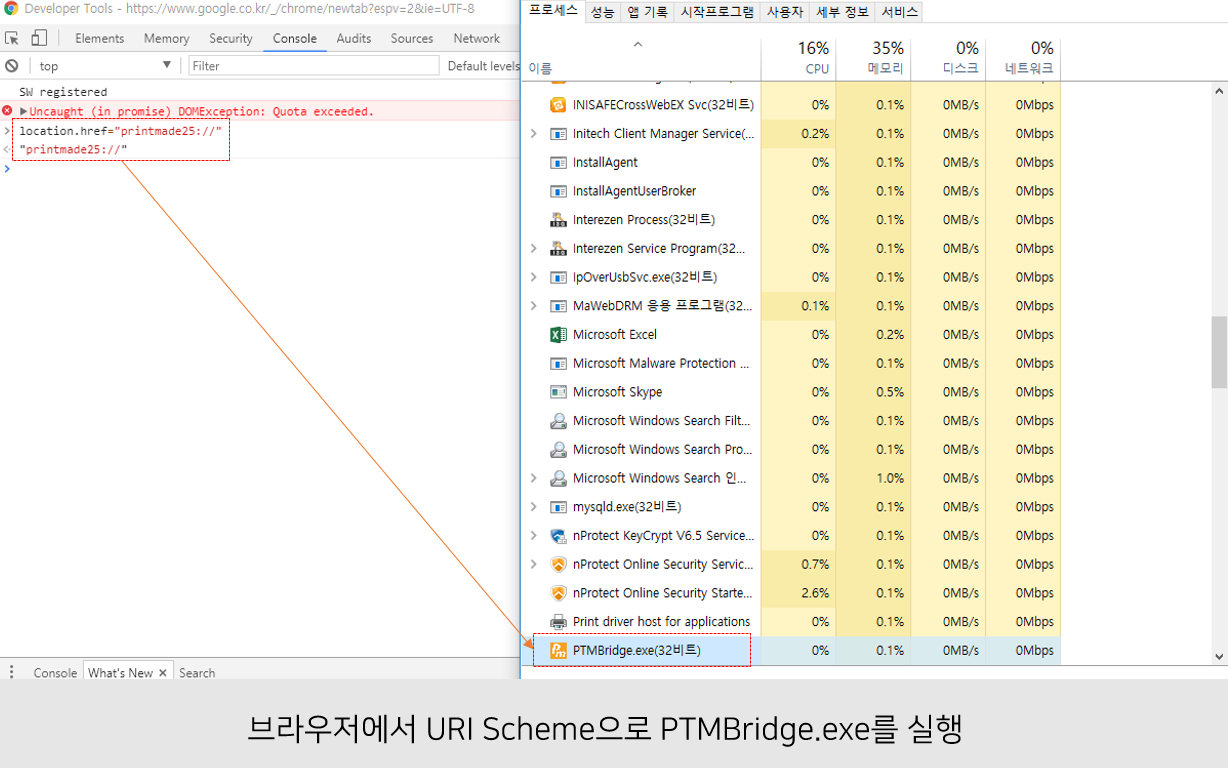 Developer Tools - https://www.google.co.kr/_/chrome/newtab?espv=2&ie=UTF-8
Elements Memory Security Console Audits Sources Network
top Filter Default levels
SW registered
Uncaught (in promise) DOMException: Quota exceeded.
location.href="printmade25://"
"printmade25://"
Console What's New Search
프로세스 성능 앱 기록 시작프로그램 사용자 세부 정보 서비스
16% 35% 0% 0%
이름 CPU 메모리 디스크 네트워크
INISAFECrossWebEX Svc(32비트) 0% 0.1% 0MB/s 0Mbps
Initech Client Manager Service(... 0.2% 0.1% 0MB/s 0Mbps
InstallAgent 0% 0.1% 0MB/s 0Mbps
InstallAgentUserBroker 0% 0.1% 0MB/s 0Mbps
Interezen Process(32비트) 0% 0.1% 0MB/s 0Mbps
Interezen Service Program(32... 0% 0.1% 0MB/s 0Mbps
IpOverUsbSvc.exe(32비트) 0% 0.1% 0MB/s 0Mbps
MaWebDRM 응용 프로그램(32... 0.1% 0.1% 0MB/s 0Mbps
Microsoft Excel 0% 0.2% 0MB/s 0Mbps
Microsoft Malware Protection ... 0% 0.1% 0MB/s 0Mbps
Microsoft Skype 0% 0.5% 0MB/s 0Mbps
Microsoft Windows Search Filt... 0% 0.1% 0MB/s 0Mbps
Microsoft Windows Search Pro... 0% 0.1% 0MB/s 0Mbps
Microsoft Windows Search 인... 0% 1.0% 0MB/s 0Mbps
mysqld.exe(32비트) 0% 0.1% 0MB/s 0Mbps
nProtect KeyCrypt V6.5 Service... 0% 0.1% 0MB/s 0Mbps
nProtect Online Security Servic... 0.7% 0.1% 0MB/s 0Mbps
nProtect Online Security Starte... 2.6% 0.1% 0MB/s 0Mbps
Print driver host for applications 0% 0.1% 0MB/s 0Mbps
PTMBridge.exe(32비트) 0% 0.1% 0MB/s 0Mbps
브라우저에서 URI Scheme으로 PTMBridge.exe를 실행